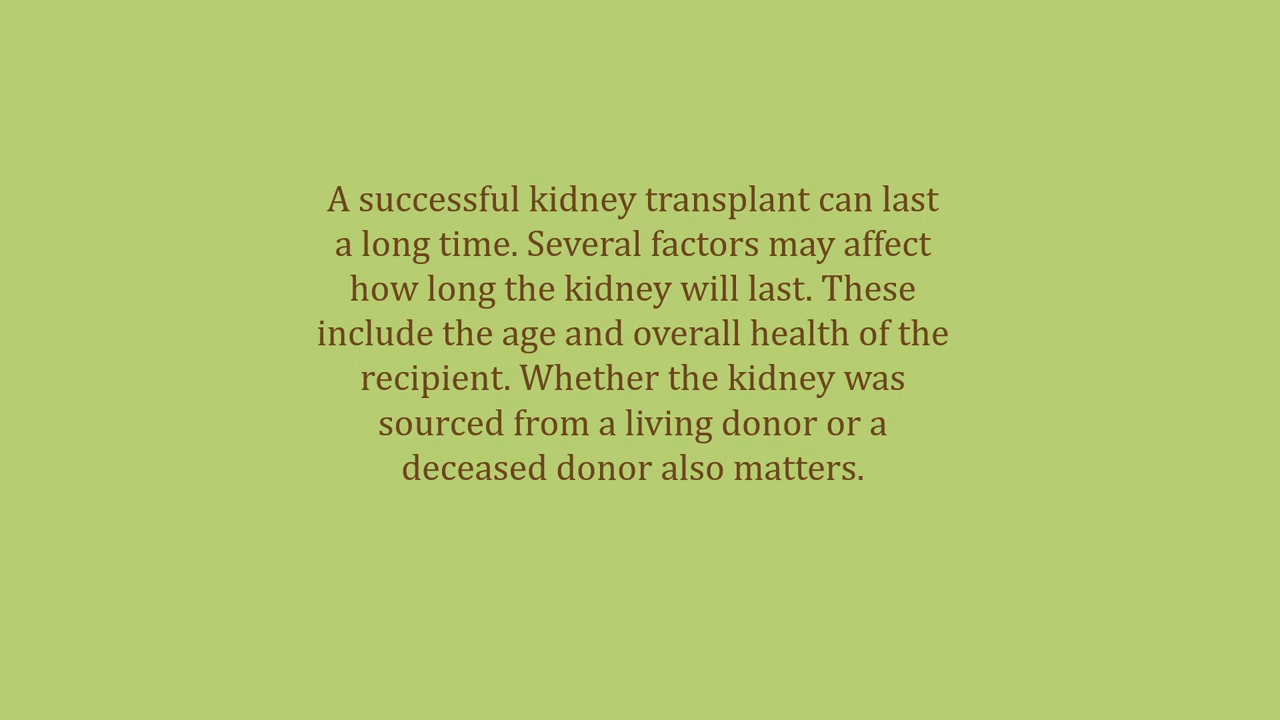 A successful kidney transplant can last
a long time. Several factors may affect
how long the kidney will last. These
include the age and overall health of the
recipient. Whether the kidney was
sourced from a living donor or a
deceased donor also matters.